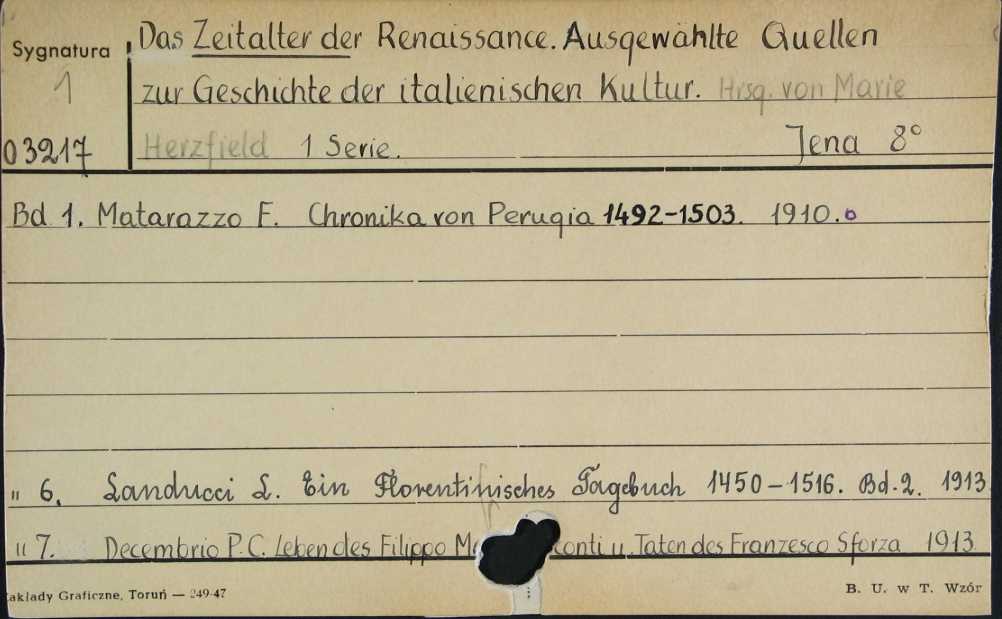 Sygnatura Das Zeitalter der Renaissance. Ausgewählte Quellen
1 zur Geschichte der italienischen Kultur. Hrsg. von Marie
03217 Herzfield 1 Serie. Jena 8°
Bd 1. Matarazzo F. Chronika von Perugia 1492-1503. 1910.
" 6. Landucci L. Ein Florentinisches Tagebuch 1450-1516. Bd. 2. 1913
" 7. Decembrio P. C. Leben des Filippo M conti u. Taten des Franzesco Sforza 1913
akłady Graficzne, Toruń — 249-47 B. U. w T. Wzór